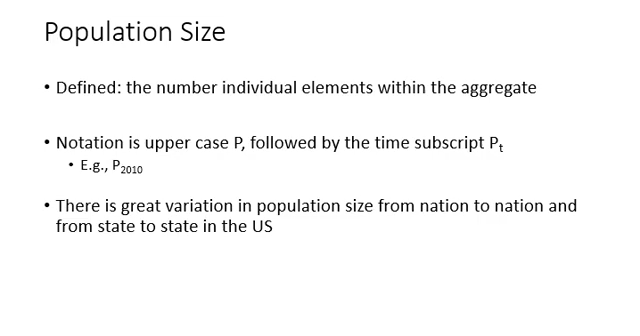 Population Size
• Defined: the number individual elements within the aggregate
• Notation is upper case P, followed by the time subscript Pₜ
• E.g., P₂₀₁₀
• There is great variation in population size from nation to nation and
from state to state in the US